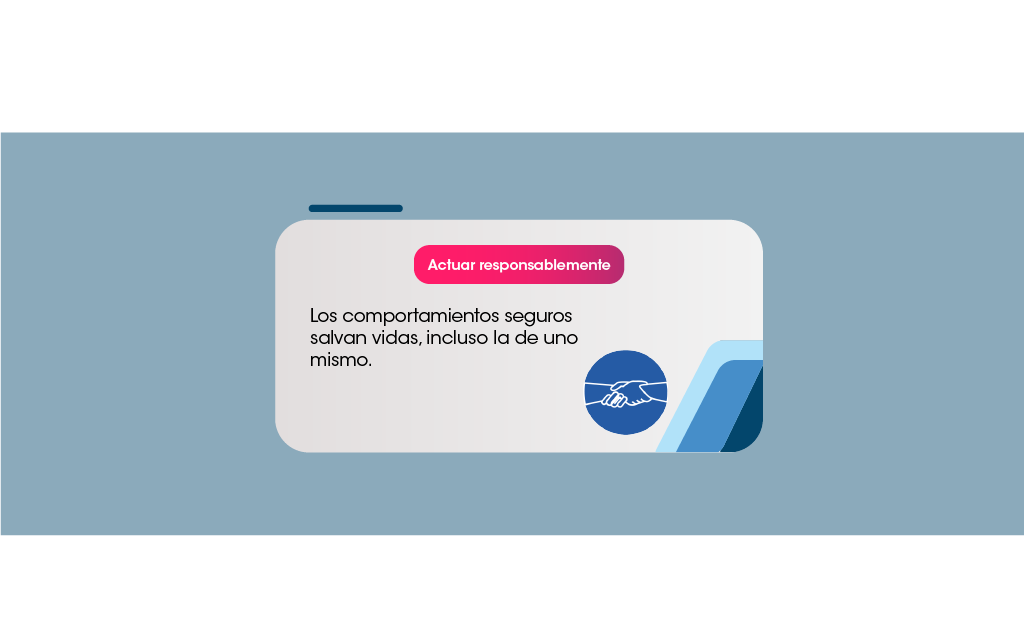 Actuar responsablemente
Los comportamientos seguros
salvan vidas, incluso la de uno
mismo.